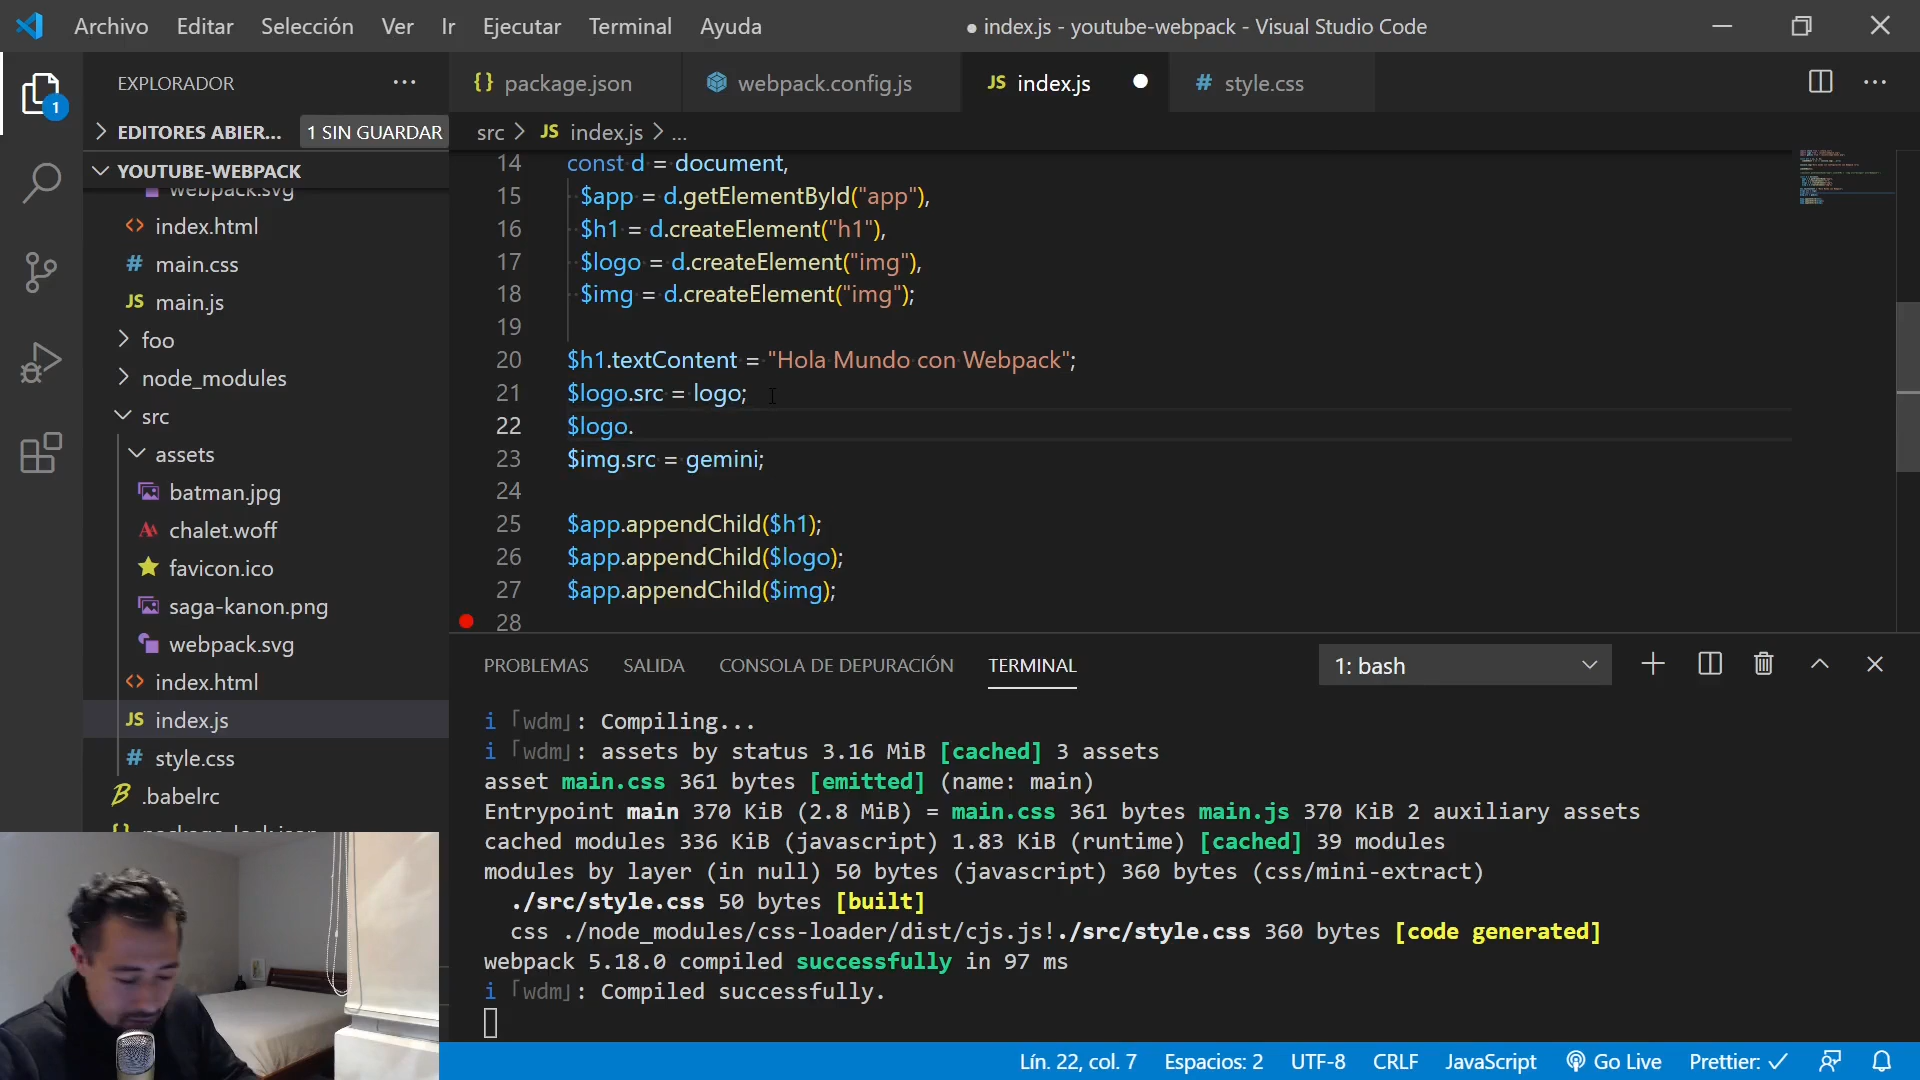 Archivo Editar Selección Ver Ir Ejecutar Terminal Ayuda
● index.js - youtube-webpack - Visual Studio Code
EXPLORADOR
1
EDITORES ABIER... 1 SIN GUARDAR
YOUTUBE-WEBPACK
webpack.svg
index.html
main.css
main.js
foo
node_modules
src
assets
batman.jpg
chalet.woff
favicon.ico
saga-kanon.png
webpack.svg
index.html
index.js
style.css
.babelrc
package-lock.json
{} package.json
webpack.config.js
JS index.js
# style.css
src > JS index.js > ...
14 const d = document,
15 $app = d.getElementById("app"),
16 $h1 = d.createElement("h1"),
17 $logo = d.createElement("img"),
18 $img = d.createElement("img");
19
20 $h1.textContent = "Hola Mundo con Webpack";
21 $logo.src = logo;
22 $logo.
23 $img.src = gemini;
24
25 $app.appendChild($h1);
26 $app.appendChild($logo);
27 $app.appendChild($img);
28
PROBLEMAS SALIDA CONSOLA DE DEPURACIÓN TERMINAL
1: bash
i ｢wdm｣: Compiling...
i ｢wdm｣: assets by status 3.16 MiB [cached] 3 assets
asset main.css 361 bytes [emitted] (name: main)
Entrypoint main 370 KiB (2.8 MiB) = main.css 361 bytes main.js 370 KiB 2 auxiliary assets
cached modules 336 KiB (javascript) 1.83 KiB (runtime) [cached] 39 modules
modules by layer (in null) 50 bytes (javascript) 360 bytes (css/mini-extract)
./src/style.css 50 bytes [built]
css ./node_modules/css-loader/dist/cjs.js!./src/style.css 360 bytes [code generated]
webpack 5.18.0 compiled successfully in 97 ms
i ｢wdm｣: Compiled successfully.
Lín. 22, col. 7 Espacios: 2 UTF-8 CRLF JavaScript Go Live Prettier: ✓